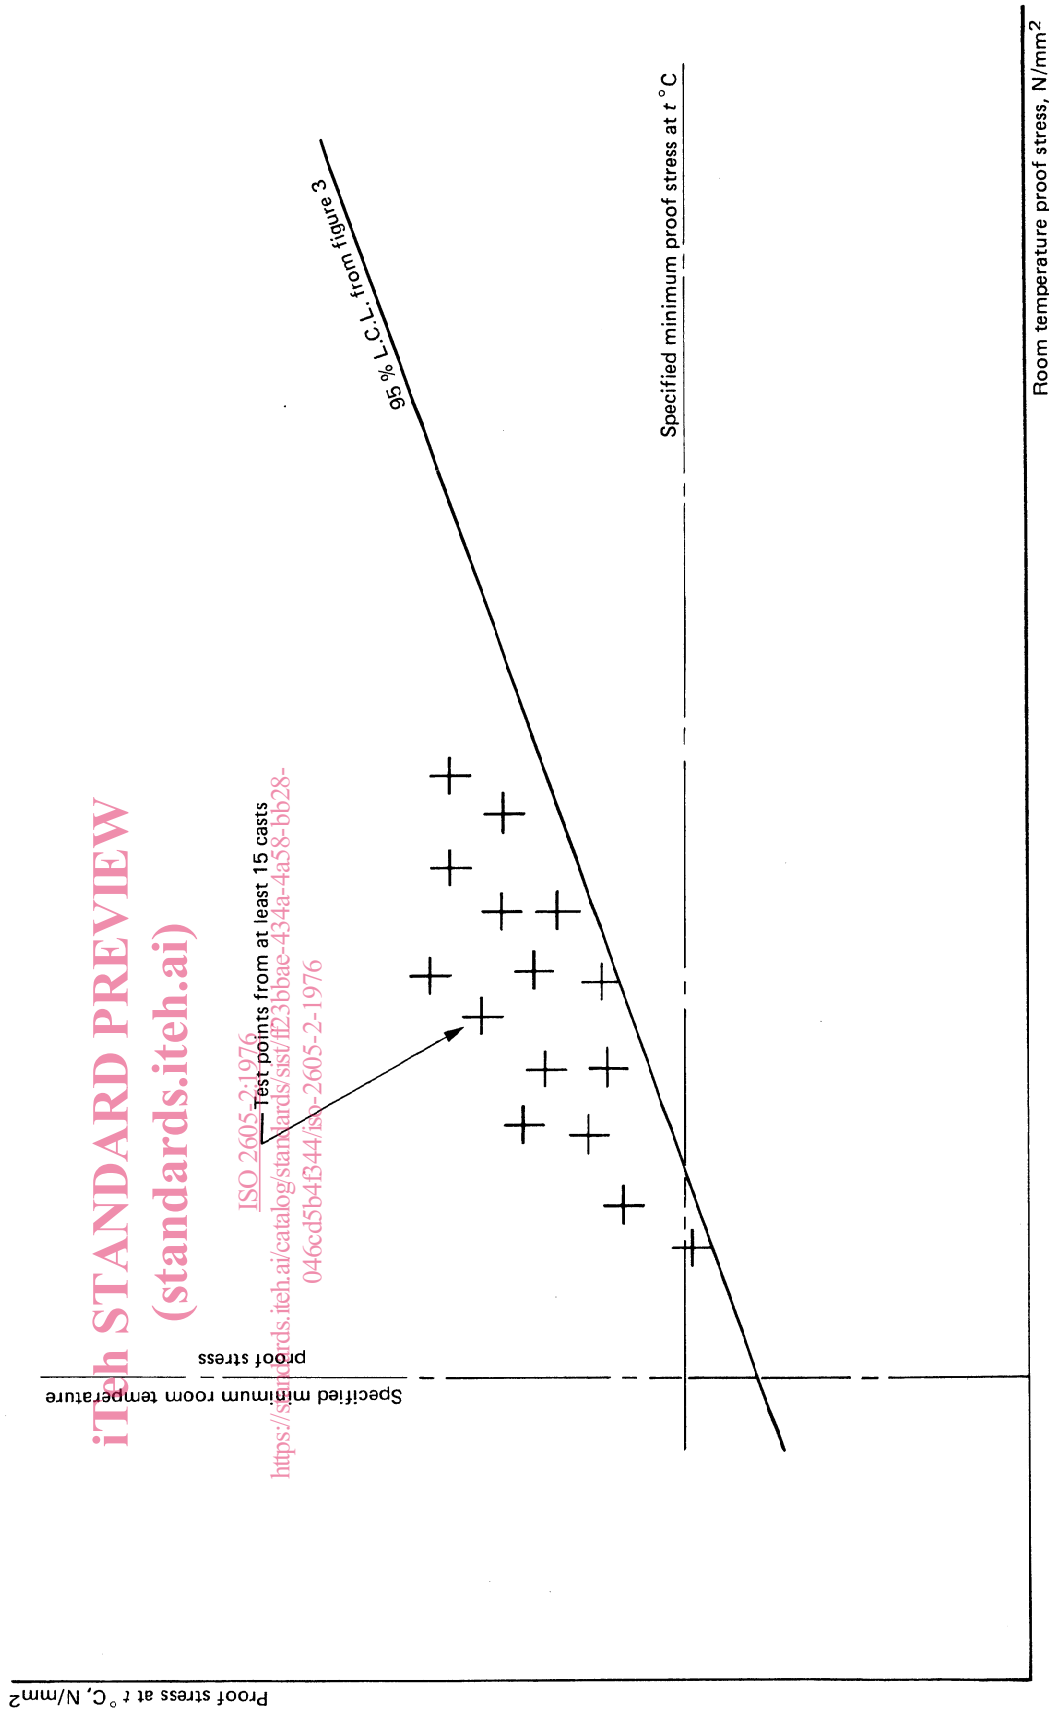 Proof stress at t °C, N/mm²
Specified minimum room temperature
proof stress
Test points from at least 15 casts
95 % L.C.L. from figure 3
Specified minimum proof stress at t °C
Room temperature proof stress, N/mm²
iTeh STANDARD PREVIEW
(standards.iteh.ai)
ISO 2605-2:1976
https://standards.iteh.ai/catalog/standards/sist/ff23bbae-434a-4a58-bb28-
046cd5b4f344/iso-2605-2-1976